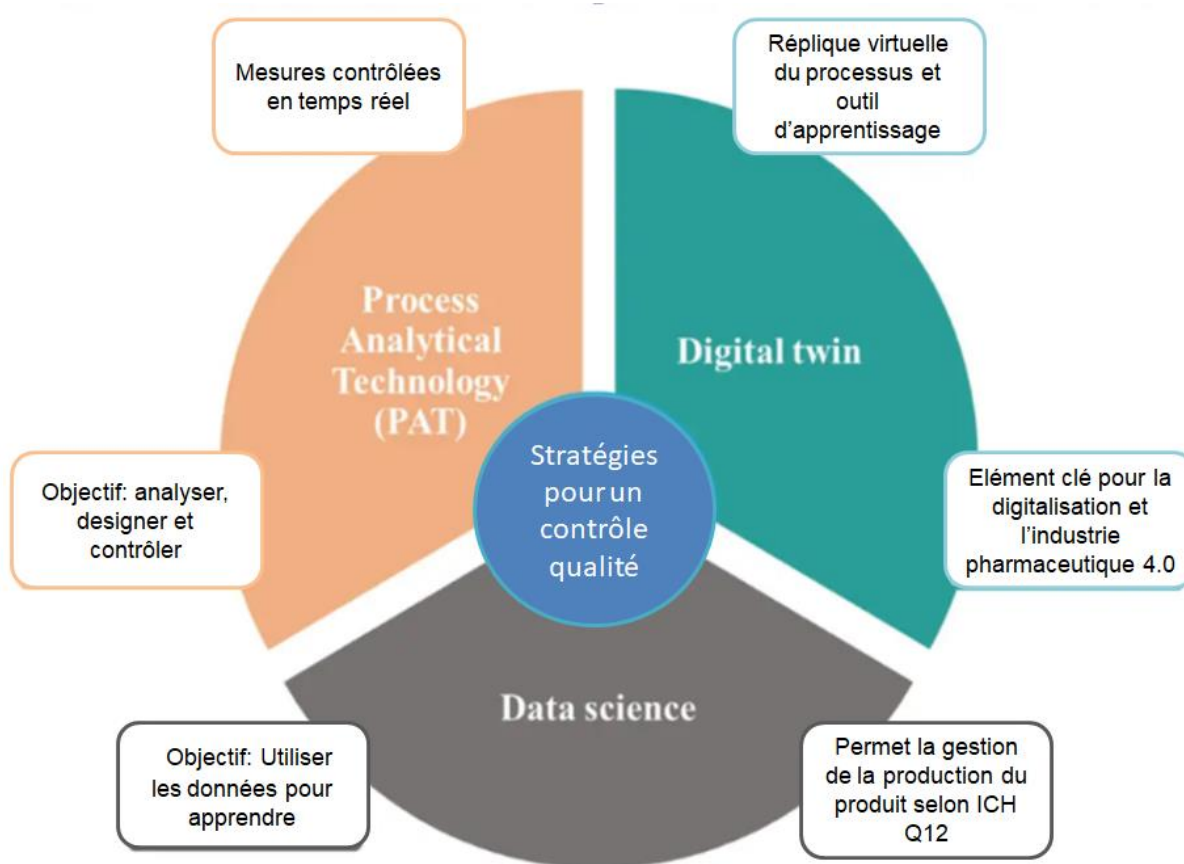 Mesures contrôlées
en temps réel
Réplique virtuelle
du processus et
outil
d’apprentissage
Process
Analytical
Technology
(PAT)
Digital twin
Objectif: analyser,
designer et
contrôler
Stratégies
pour un
contrôle
qualité
Elément clé pour la
digitalisation et
l’industrie
pharmaceutique 4.0
Data science
Objectif: Utiliser
les données pour
apprendre
Permet la gestion
de la production du
produit selon ICH
Q12